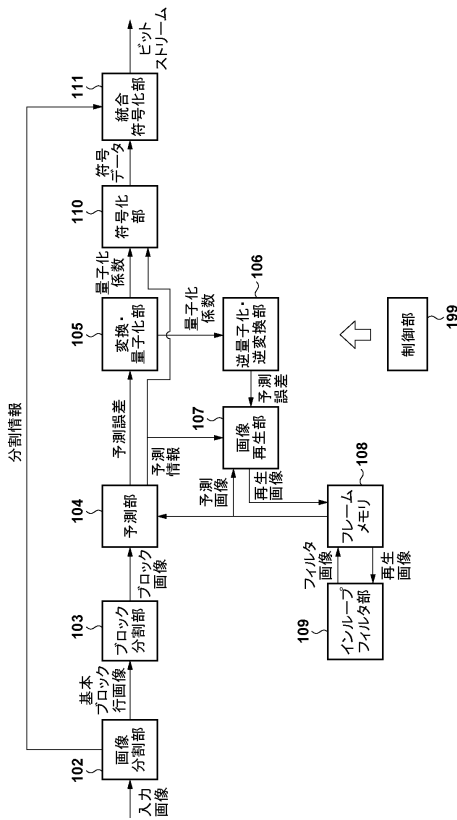 入力
画像
102
画像
分割部
分割情報
基本
ブロック
行画像
103
ブロック
分割部
ブロック
画像
104
予測部
予測誤差
予測
情報
105
変換・
量子化部
量子化
係数
110
符号化
部
符号
データ
111
統合
符号化部
ビット
ストリーム
量子化
係数
106
逆量子化・
逆変換部
予測
誤差
107
画像
再生部
予測
画像
再生
画像
108
フレーム
メモリ
フィルタ
画像
再生
画像
109
インループ
フィルタ部
制御部
199